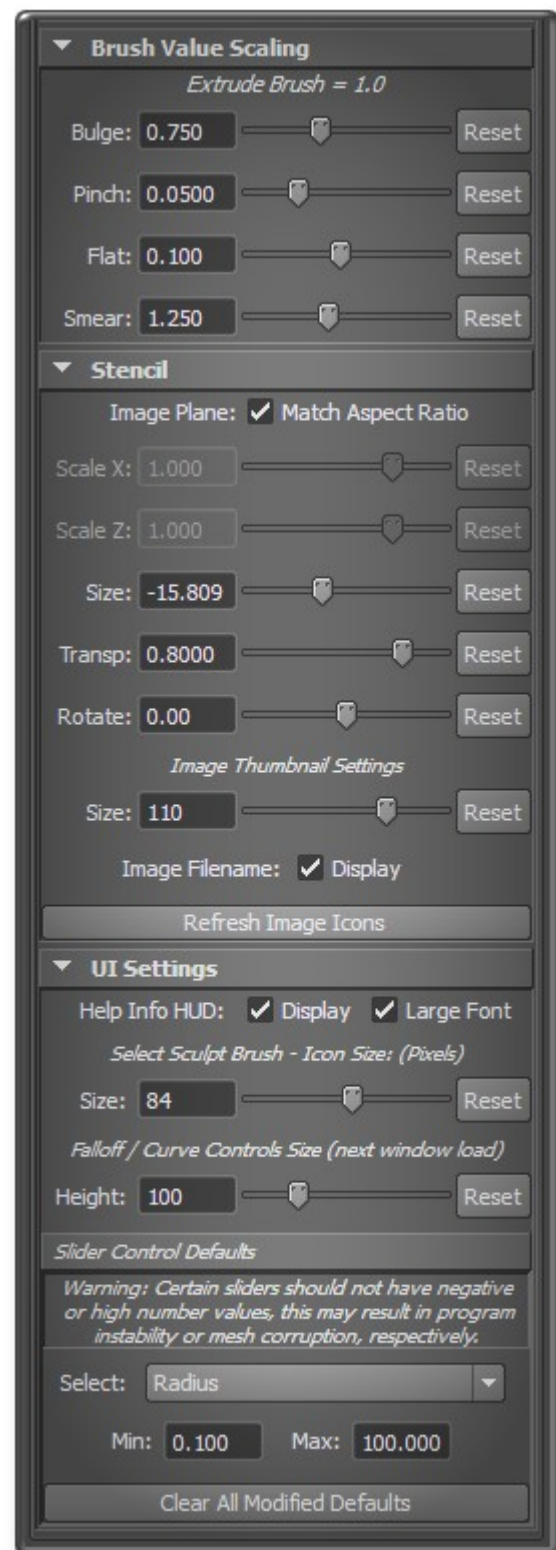 Brush Value Scaling
Extrude Brush = 1.0
Bulge: 0.750 Reset
Pinch: 0.0500 Reset
Flat: 0.100 Reset
Smear: 1.250 Reset
Stencil
Image Plane: Match Aspect Ratio
Scale X: 1.000 Reset
Scale Z: 1.000 Reset
Size: -15.809 Reset
Transp: 0.8000 Reset
Rotate: 0.00 Reset
Image Thumbnail Settings
Size: 110 Reset
Image Filename: Display
Refresh Image Icons
UI Settings
Help Info HUD: Display Large Font
Select Sculpt Brush - Icon Size: (Pixels)
Size: 84 Reset
Falloff / Curve Controls Size (next window load)
Height: 100 Reset
Slider Control Defaults
Warning: Certain sliders should not have negative
or high number values, this may result in program
instability or mesh corruption, respectively.
Select: Radius
Min: 0.100 Max: 100.000
Clear All Modified Defaults